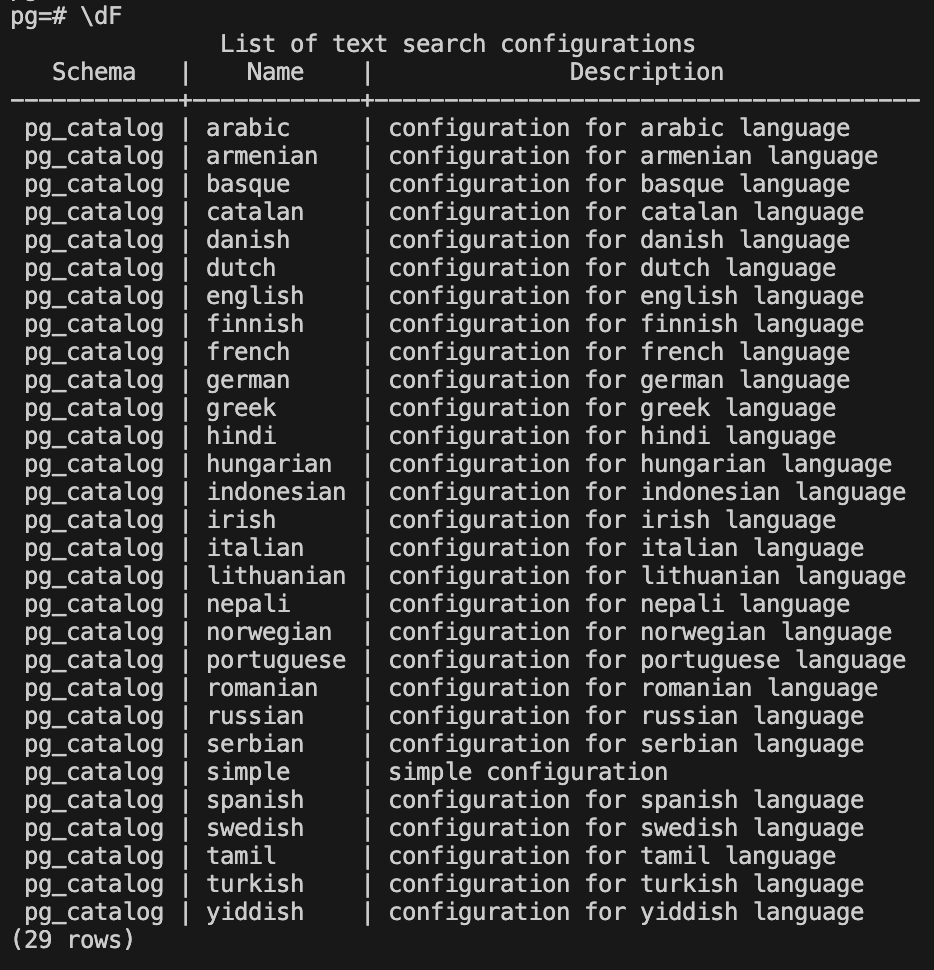 pg=# \dF
List of text search configurations
Schema | Name | Description
------------+------------+---------------------------------------
pg_catalog | arabic | configuration for arabic language
pg_catalog | armenian | configuration for armenian language
pg_catalog | basque | configuration for basque language
pg_catalog | catalan | configuration for catalan language
pg_catalog | danish | configuration for danish language
pg_catalog | dutch | configuration for dutch language
pg_catalog | english | configuration for english language
pg_catalog | finnish | configuration for finnish language
pg_catalog | french | configuration for french language
pg_catalog | german | configuration for german language
pg_catalog | greek | configuration for greek language
pg_catalog | hindi | configuration for hindi language
pg_catalog | hungarian | configuration for hungarian language
pg_catalog | indonesian | configuration for indonesian language
pg_catalog | irish | configuration for irish language
pg_catalog | italian | configuration for italian language
pg_catalog | lithuanian | configuration for lithuanian language
pg_catalog | nepali | configuration for nepali language
pg_catalog | norwegian | configuration for norwegian language
pg_catalog | portuguese | configuration for portuguese language
pg_catalog | romanian | configuration for romanian language
pg_catalog | russian | configuration for russian language
pg_catalog | serbian | configuration for serbian language
pg_catalog | simple | simple configuration
pg_catalog | spanish | configuration for spanish language
pg_catalog | swedish | configuration for swedish language
pg_catalog | tamil | configuration for tamil language
pg_catalog | turkish | configuration for turkish language
pg_catalog | yiddish | configuration for yiddish language
(29 rows)